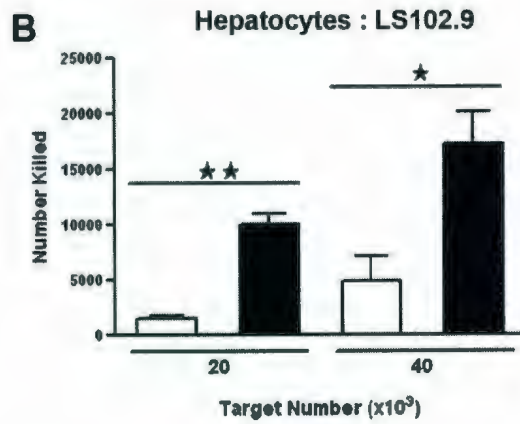 B
Hepatocytes : LS102.9
Number Killed
25000
20000
15000
10000
5000
0
★★
★
20
40
Target Number (x10³)